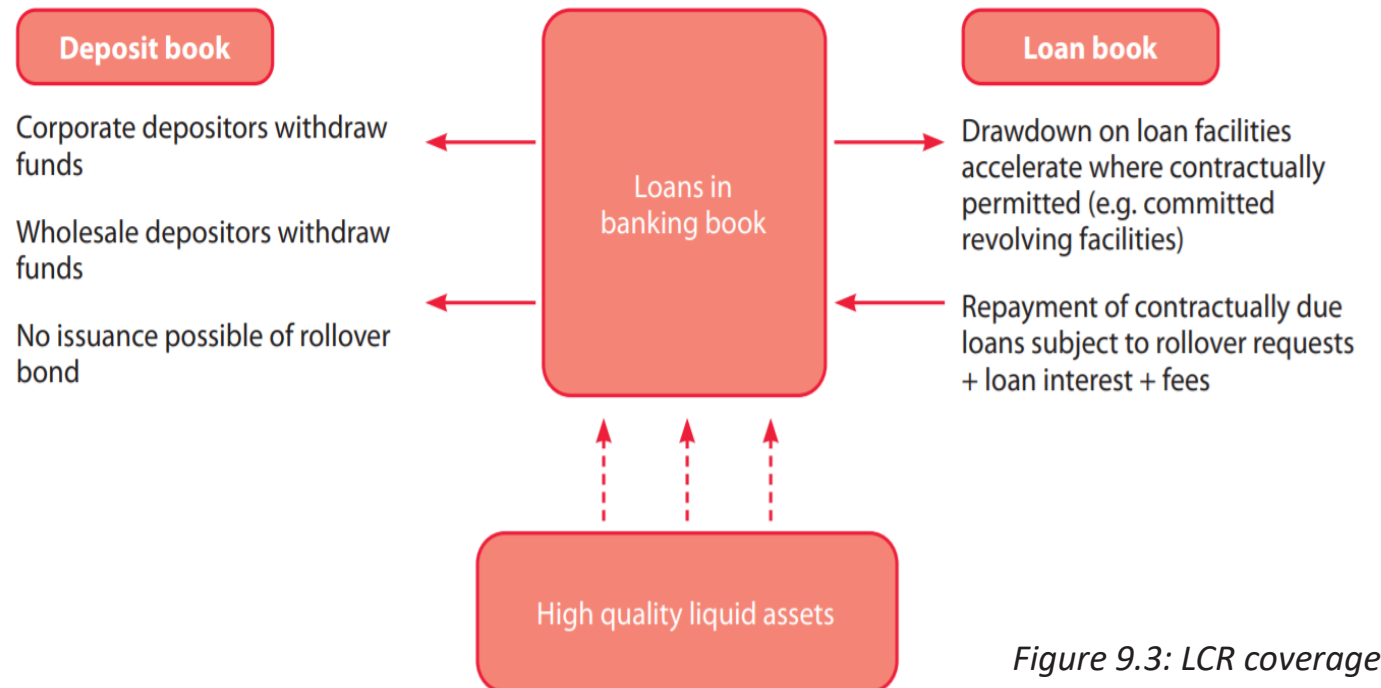 Deposit book
Corporate depositors withdraw
funds
Wholesale depositors withdraw
funds
No issuance possible of rollover
bond
Loans in
banking book
Loan book
Drawdown on loan facilities
accelerate where contractually
permitted (e.g. committed
revolving facilities)
Repayment of contractually due
loans subject to rollover requests
+ loan interest + fees
High quality liquid assets
Figure 9.3: LCR coverage